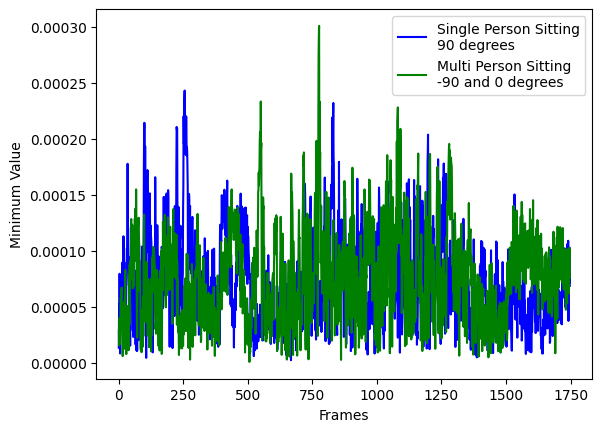 0.00030
0.00025
0.00020
0.00015
0.00010
0.00005
0.00000
Minimum Value
Single Person Sitting
90 degrees
Multi Person Sitting
-90 and 0 degrees
0 250 500 750 1000 1250 1500 1750
Frames